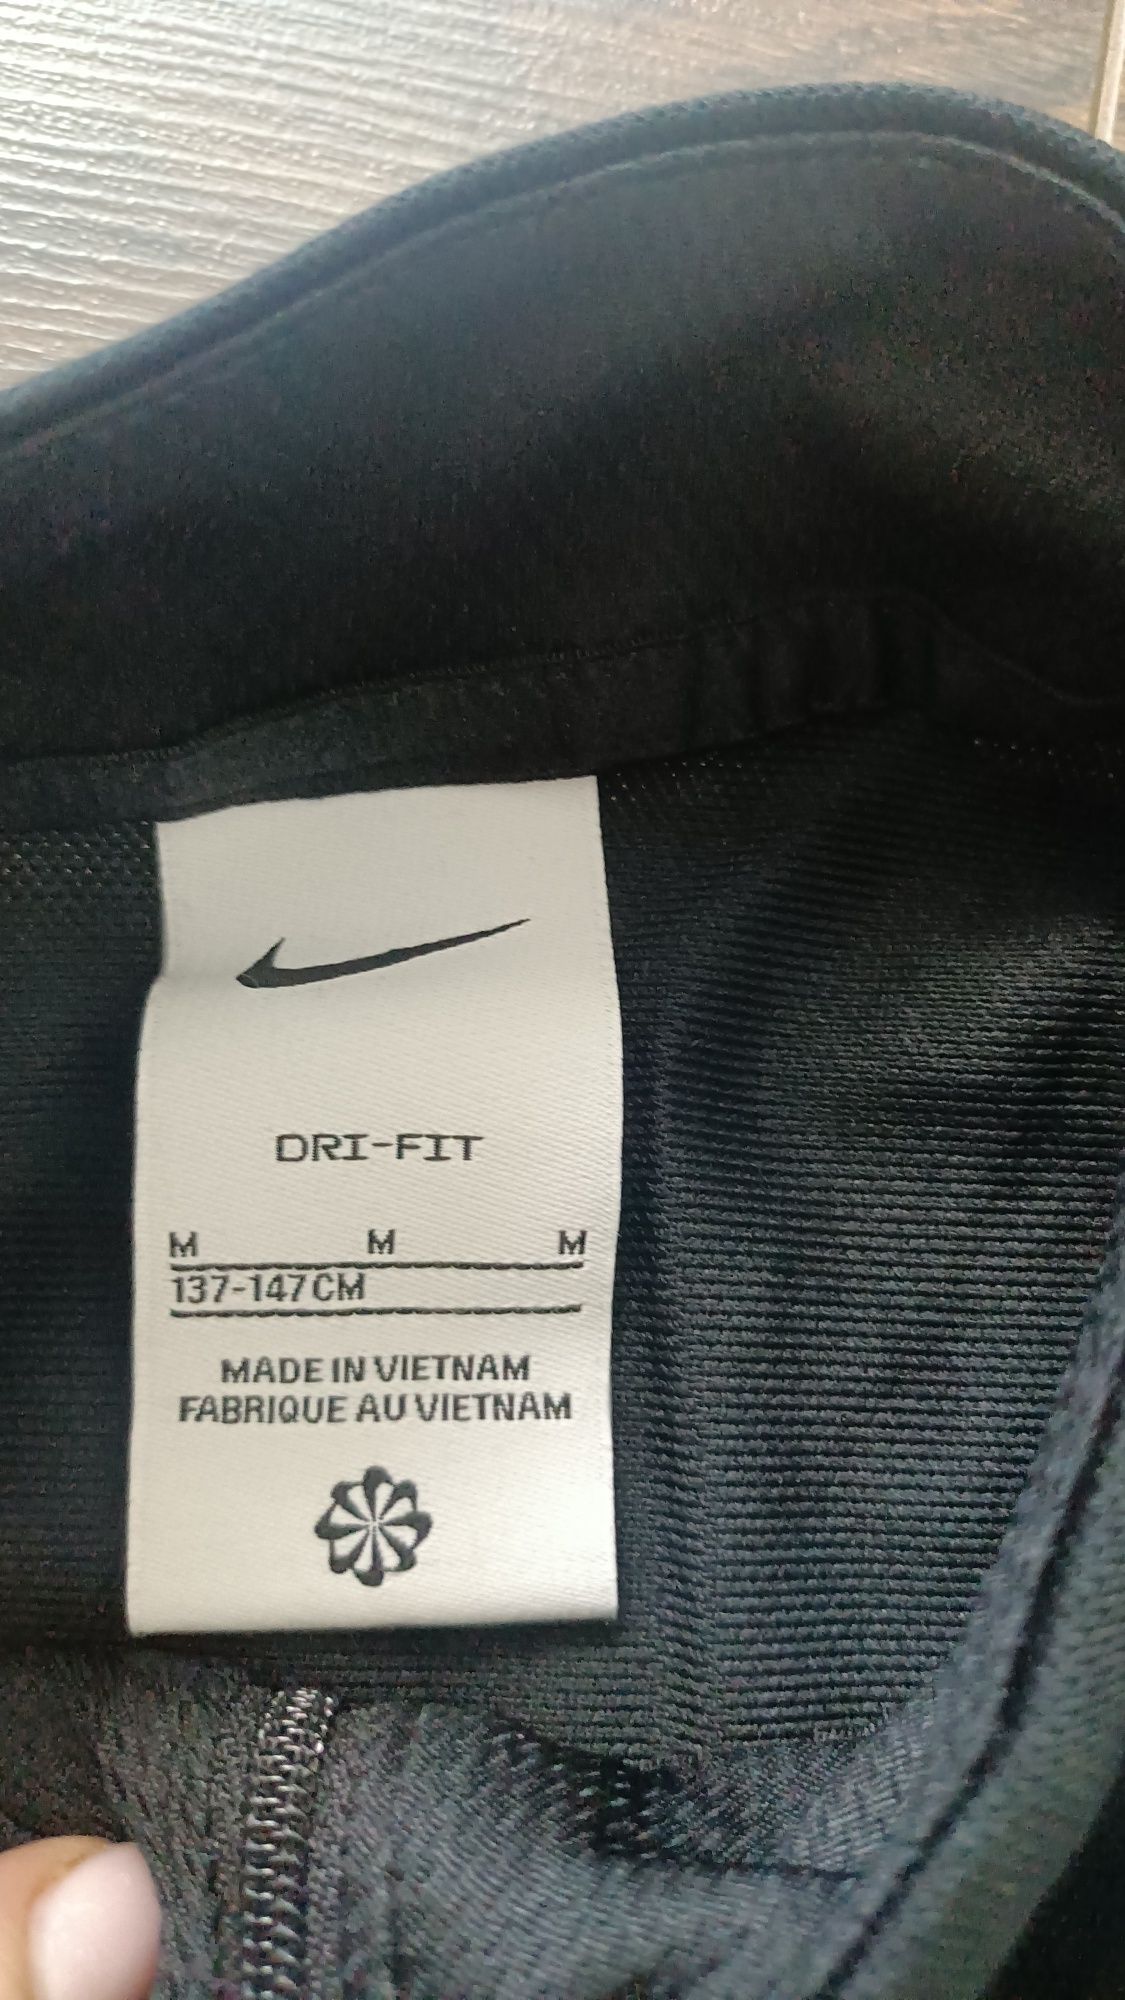 DRI-FIT
M M M
137-147CM
MADE IN VIETNAM
FABRIQUE AU VIETNAM